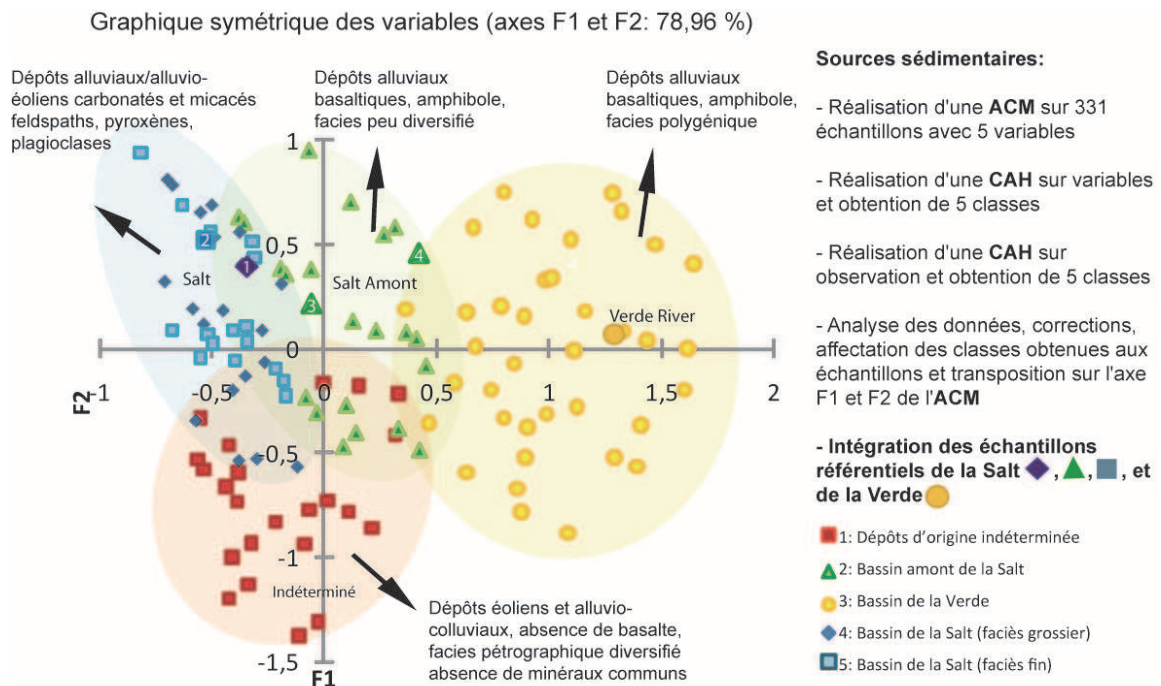 Graphique symétrique des variables (axes F1 et F2: 78,96 %)
Dépôts alluviaux/alluvio-
éoliens carbonatés et micacés
feldspaths, pyroxènes,
plagioclases
Dépôts alluviaux
basaltiques, amphibole,
facies peu diversifié
Dépôts alluviaux
basaltiques, amphibole,
facies polygénique
1
0,5
0
-0,5
-1
-1,5
-1
-0,5
0
0,5
1
1,5
2
F2
F1
Salt
2
1
Salt Amont
4
3
Verde River
Indéterminé
Dépôts éoliens et alluvio-
colluviaux, absence de basalte,
facies pétrographique diversifié
absence de minéraux communs
Sources sédimentaires:
- Réalisation d'une ACM sur 331
échantillons avec 5 variables
- Réalisation d'une CAH sur variables
et obtention de 5 classes
- Réalisation d'une CAH sur
observation et obtention de 5 classes
- Analyse des données, corrections,
affectation des classes obtenues aux
échantillons et transposition sur l'axe
F1 et F2 de l'ACM
- Intégration des échantillons
référentiels de la Salt , , , et
de la Verde
1: Dépôts d'origine indéterminée
2: Bassin amont de la Salt
3: Bassin de la Verde
4: Bassin de la Salt (faciès grossier)
5: Bassin de la Salt (faciès fin)